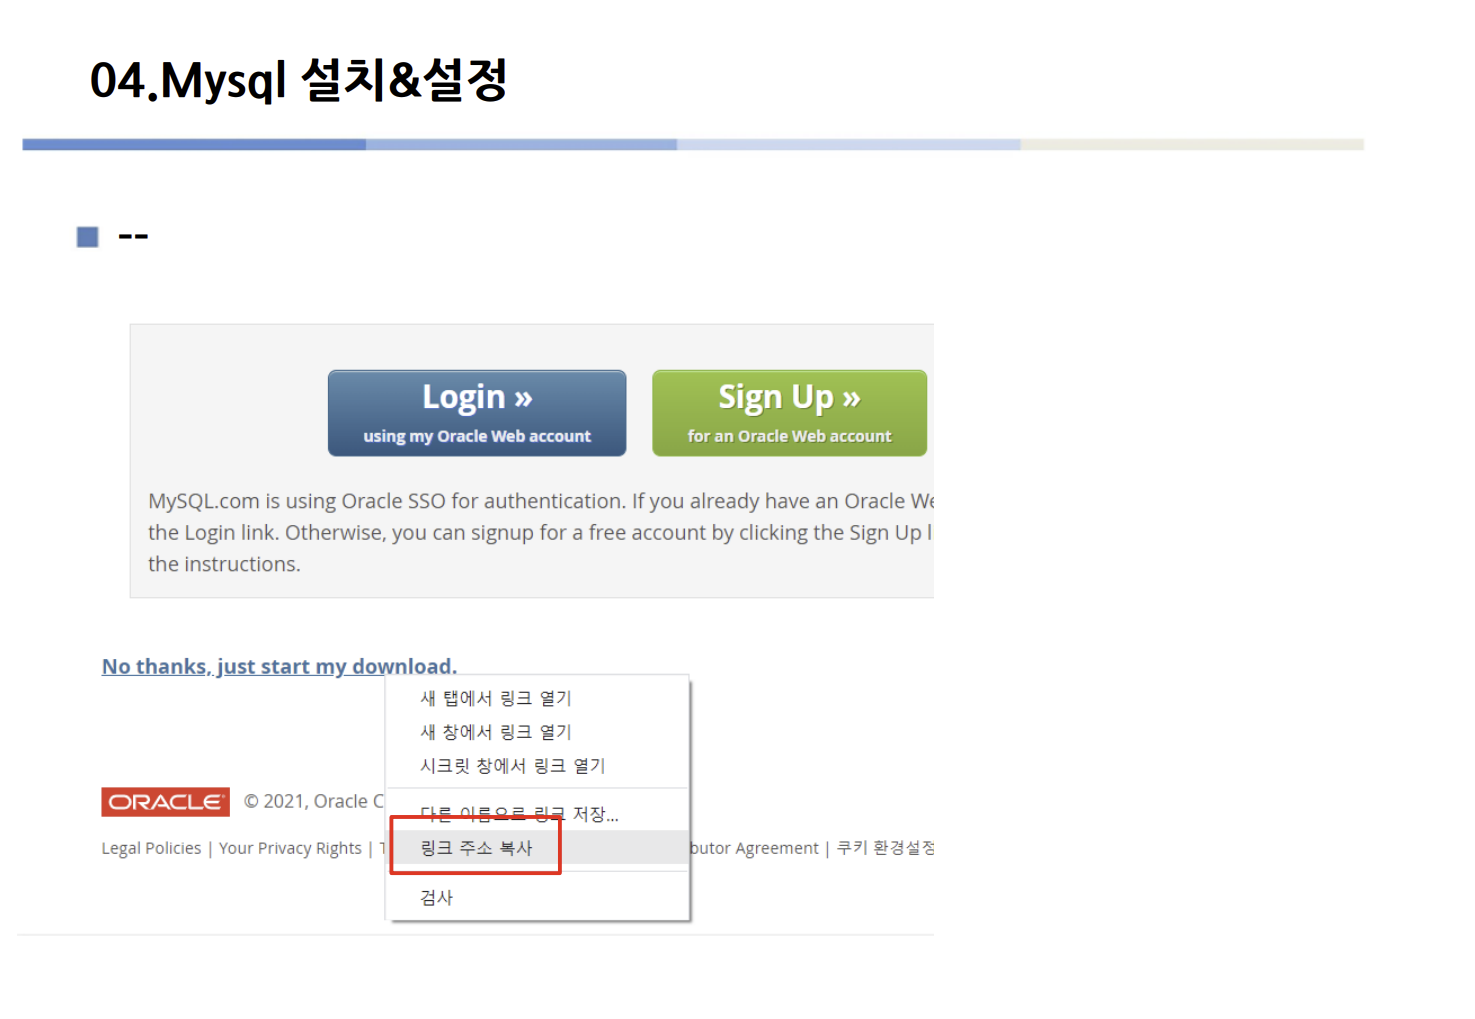 04.Mysql 설치&설정
--
Login »
using my Oracle Web account
Sign Up »
for an Oracle Web account
MySQL.com is using Oracle SSO for authentication. If you already have an Oracle
the Login link. Otherwise, you can signup for a free account by clicking the Sign Up
the instructions.
No thanks, just start my download.
새 탭에서 링크 열기
새 창에서 링크 열기
시크릿 창에서 링크 열기
다른 이름으로 링크 저장...
링크 주소 복사
검사
ORACLE © 2021, Oracle
Legal Policies | Your Privacy Rights | butor Agreement | 쿠키 환경설정